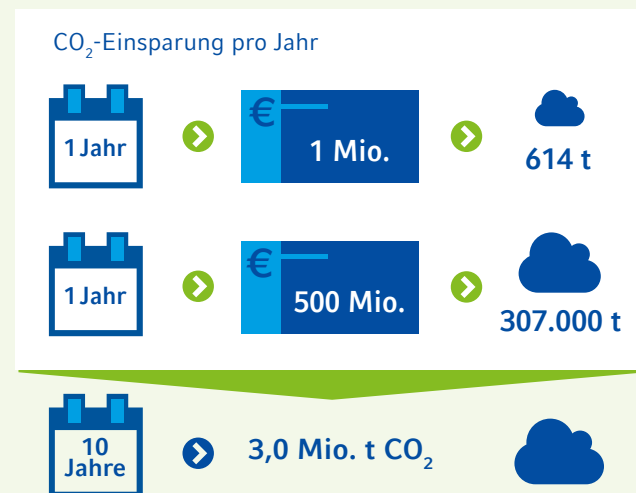 CO₂-Einsparung pro Jahr
1 Jahr
€
1 Mio.
614 t
1 Jahr
€
500 Mio.
307.000 t
10
Jahre
3,0 Mio. t CO₂